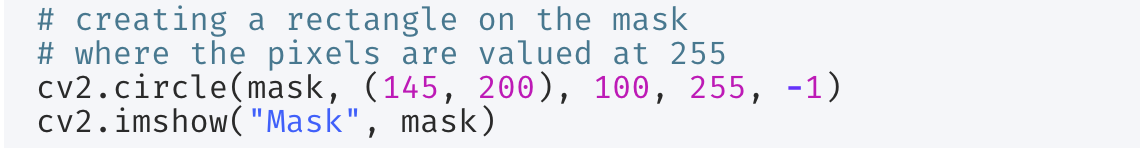 # creating a rectangle on the mask
# where the pixels are valued at 255
cv2.circle(mask, (145, 200), 100, 255, -1)
cv2.imshow("Mask", mask)